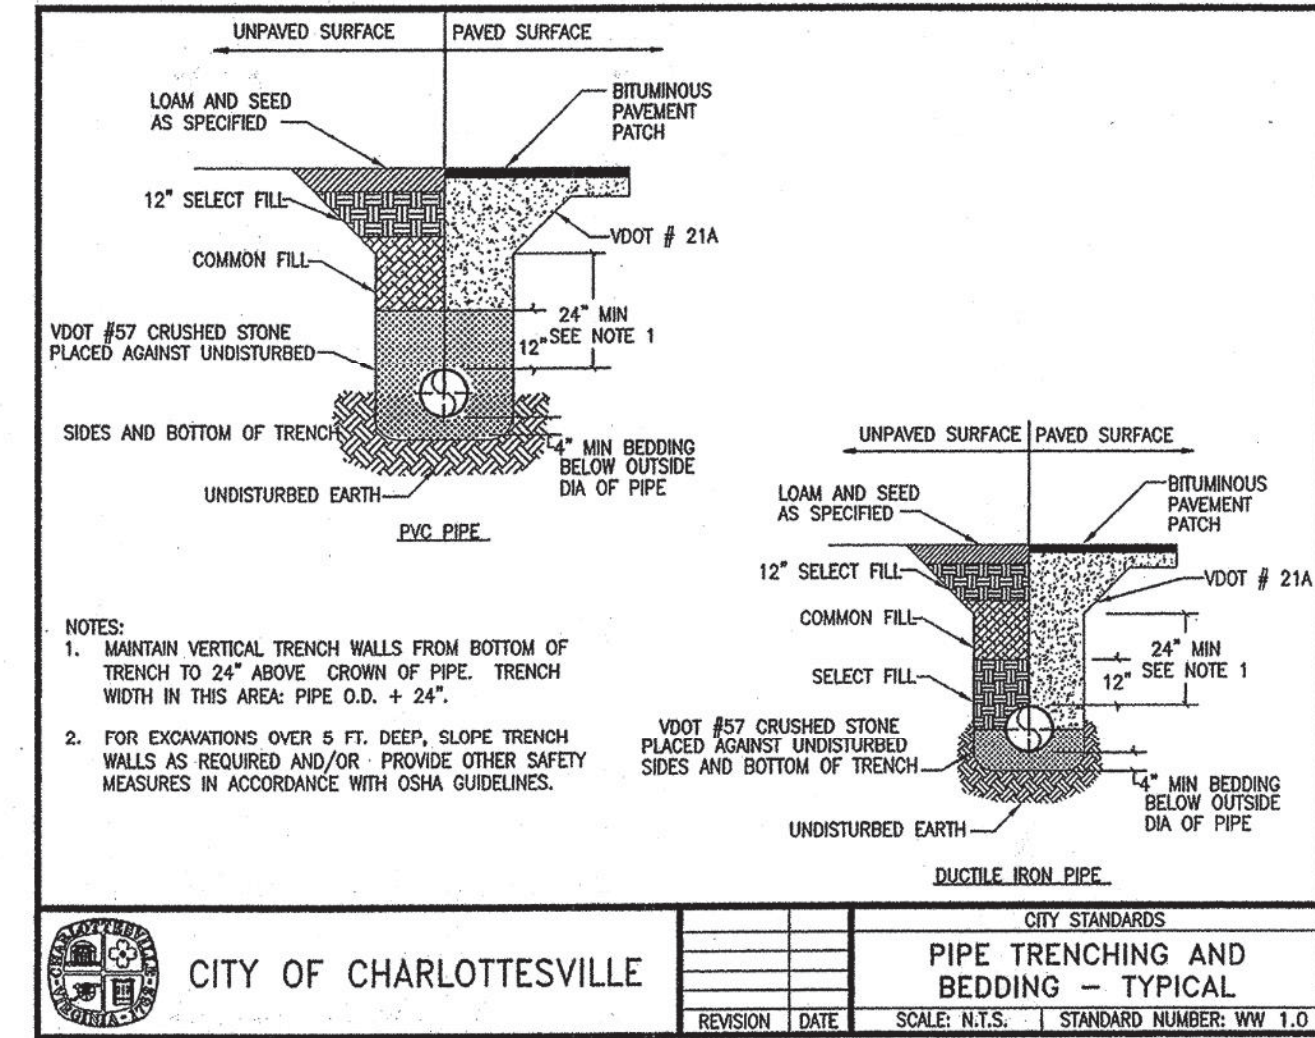 UNPAVED SURFACE
PAVED SURFACE
LOAM AND SEED
AS SPECIFIED
BITUMINOUS
PAVEMENT
PATCH
12" SELECT FILL
VDOT # 21A
COMMON FILL
24" MIN
SEE NOTE 1
12"
VDOT #57 CRUSHED STONE
PLACED AGAINST UNDISTURBED
SIDES AND BOTTOM OF TRENCH
4" MIN BEDDING
BELOW OUTSIDE
DIA OF PIPE
UNDISTURBED EARTH
PVC PIPE
UNPAVED SURFACE
PAVED SURFACE
LOAM AND SEED
AS SPECIFIED
BITUMINOUS
PAVEMENT
PATCH
12" SELECT FILL
VDOT # 21A
COMMON FILL
24" MIN
SEE NOTE 1
12"
SELECT FILL
VDOT #57 CRUSHED STONE
PLACED AGAINST UNDISTURBED
SIDES AND BOTTOM OF TRENCH
4" MIN BEDDING
BELOW OUTSIDE
DIA OF PIPE
UNDISTURBED EARTH
DUCTILE IRON PIPE
NOTES:
1. MAINTAIN VERTICAL TRENCH WALLS FROM BOTTOM OF
TRENCH TO 24" ABOVE CROWN OF PIPE. TRENCH
WIDTH IN THIS AREA: PIPE O.D. + 24".
2. FOR EXCAVATIONS OVER 5 FT. DEEP, SLOPE TRENCH
WALLS AS REQUIRED AND/OR PROVIDE OTHER SAFETY
MEASURES IN ACCORDANCE WITH OSHA GUIDELINES.
CHARLOTTESVILLE
VIRGINIA
CITY OF CHARLOTTESVILLE
REVISION
DATE
CITY STANDARDS
PIPE TRENCHING AND
BEDDING – TYPICAL
SCALE: N.T.S.
STANDARD NUMBER: WW 1.0